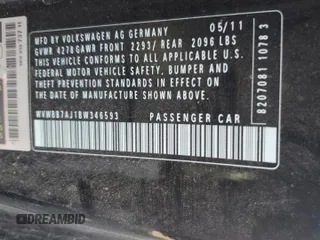 MFD BY VOLKSWAGEN AG GERMANY 05/11
GVWR 4278 GAWR FRONT 2293/ REAR 2096 LBS
THIS VEHICLE CONFORMS TO ALL APPLICABLE
FEDERAL MOTOR VEHICLE SAFETY, BUMPER AND
THEFT PREVENTION STANDARDS IN EFFECT ON THE
DATE OF MANUFACTURE SHOWN ABOVE.
WVWBB7AJ1BW346593 PASSENGER CAR
8207081 1078 3
737 H
DREAMBID